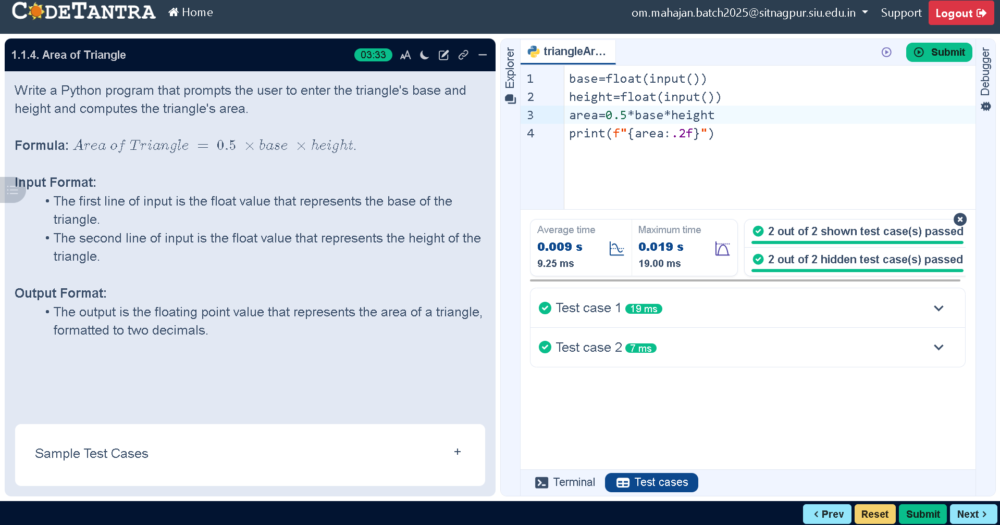 CODETANTRA
Home
om.mahajan.batch2025@sitnagpur.siu.edu.in
Support
Logout
1.1.4. Area of Triangle
03:33
Write a Python program that prompts the user to enter the triangle's base and
height and computes the triangle's area.
Formula: Area of Triangle = 0.5 × base × height.
Input Format:
• The first line of input is the float value that represents the base of the
triangle.
• The second line of input is the float value that represents the height of the
triangle.
Output Format:
• The output is the floating point value that represents the area of a triangle,
formatted to two decimals.
Sample Test Cases
+
Explorer
triangleAr...
Submit
Debugger
1 base=float(input())
2 height=float(input())
3 area=0.5*base*height
4 print(f"{area:.2f}")
Average time
0.009 s
9.25 ms
Maximum time
0.019 s
19.00 ms
2 out of 2 shown test case(s) passed
2 out of 2 hidden test case(s) passed
Test case 1 19 ms
Test case 2 7 ms
Terminal
Test cases
< Prev
Reset
Submit
Next >